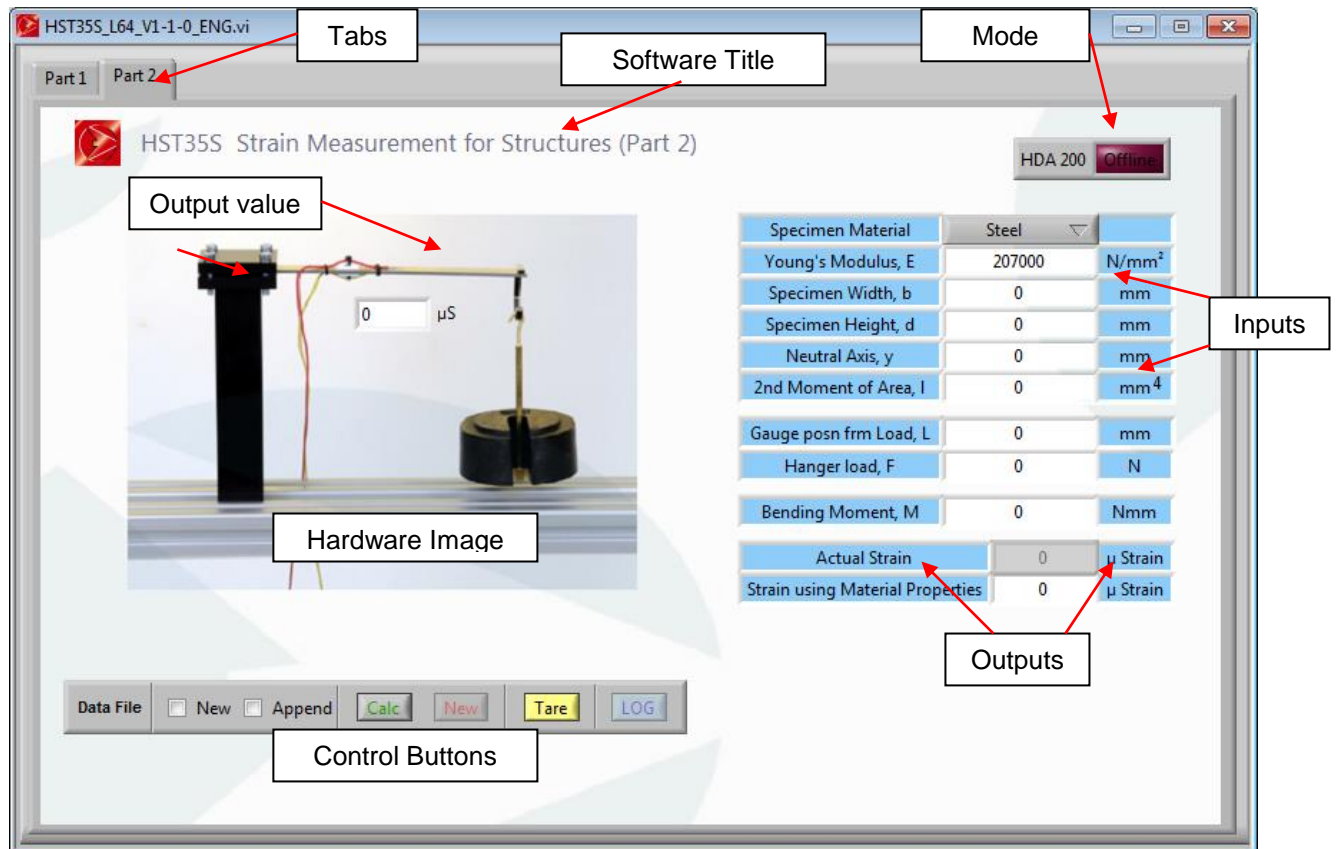 HST35S_L64_V1-1-0_ENG.vi
Tabs
Software Title
Mode
Part 1
Part 2
HST35S Strain Measurement for Structures (Part 2)
HDA 200
Offline
Output value
0 µS
Specimen Material Steel
Young's Modulus, E 207000 N/mm²
Specimen Width, b 0 mm
Specimen Height, d 0 mm
Inputs
Neutral Axis, y 0 mm
2nd Moment of Area, I 0 mm⁴
Gauge posn frm Load, L 0 mm
Hanger load, F 0 N
Bending Moment, M 0 Nmm
Hardware Image
Actual Strain 0 µ Strain
Strain using Material Properties 0 µ Strain
Outputs
Data File New Append Calc New Tare LOG
Control Buttons